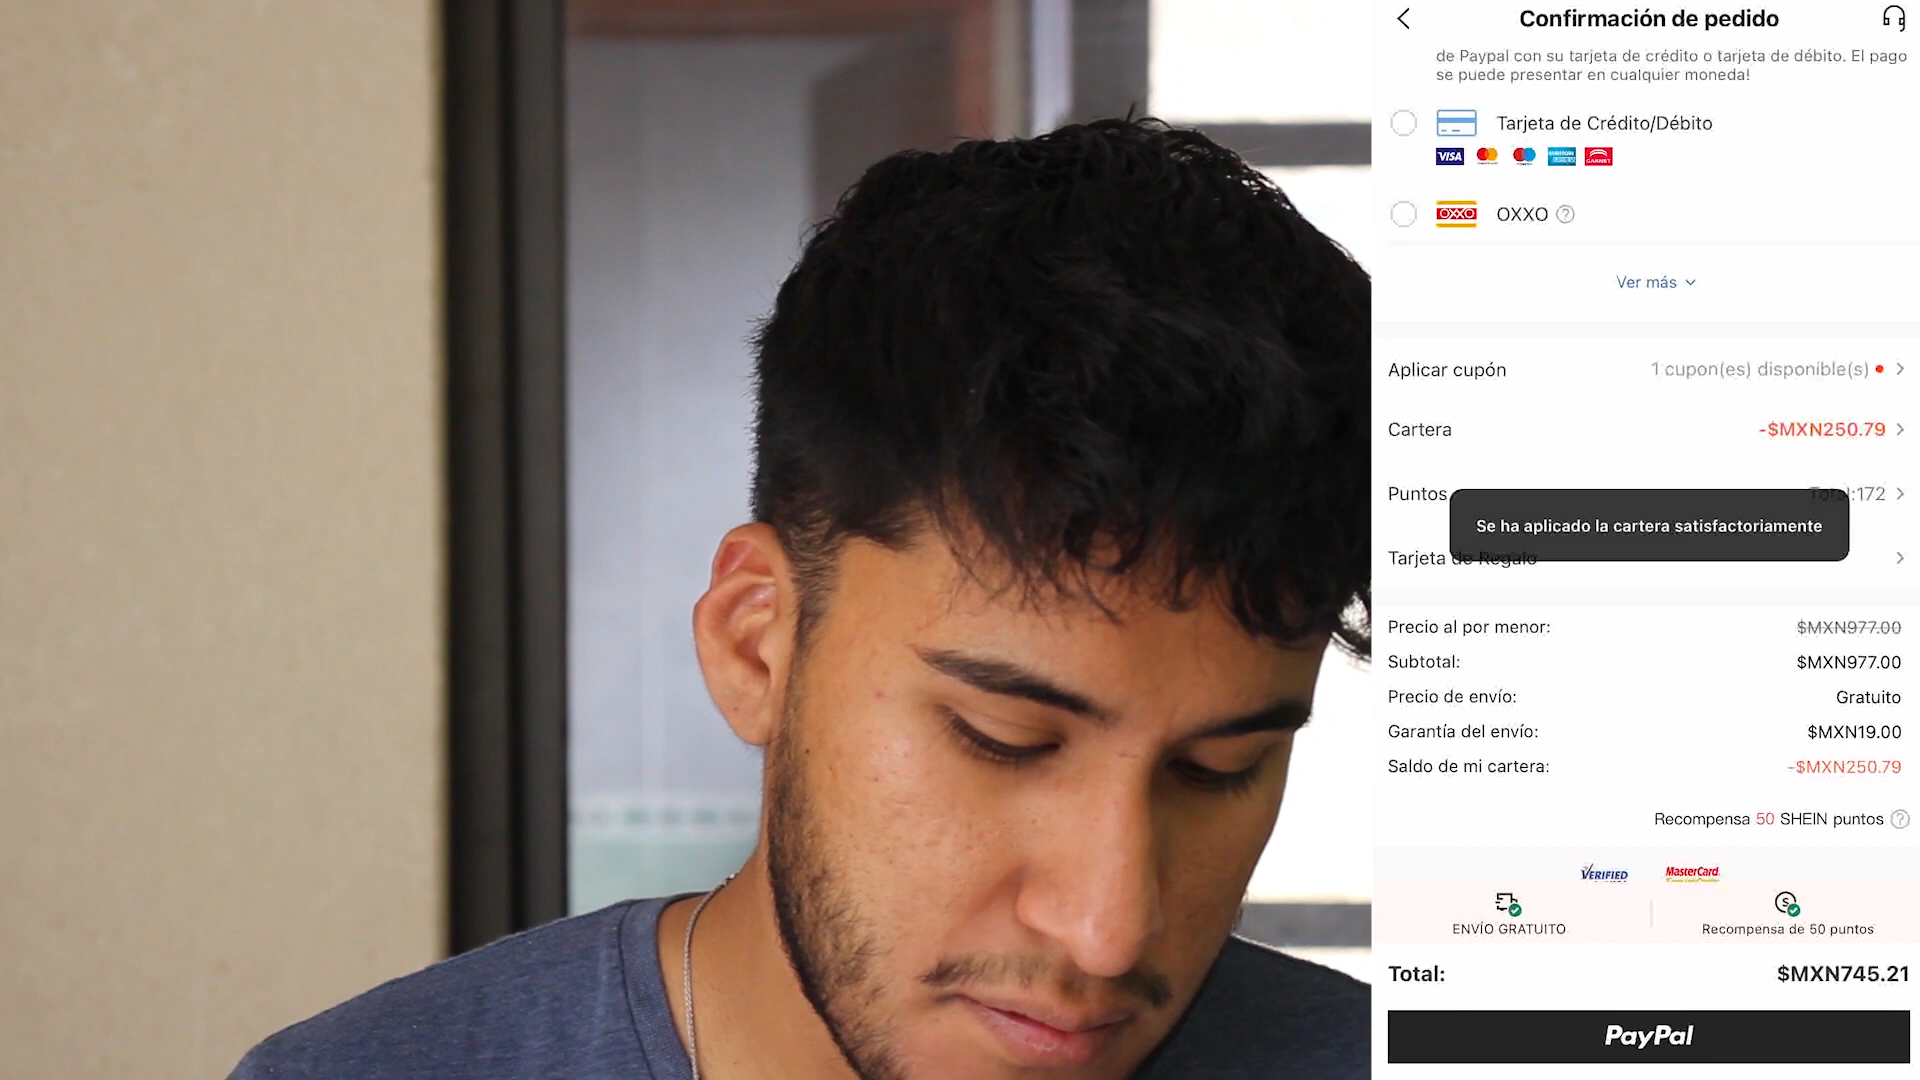 Confirmación de pedido
de Paypal con su tarjeta de crédito o tarjeta de débito. El pago
se puede presentar en cualquier moneda!
Tarjeta de Crédito/Débito
VISA
CARNET
OXXO OXXO ?
Ver más
Aplicar cupón 1 cupon(es) disponible(s)
Cartera -$MXN250.79
Puntos Total:172
Se ha aplicado la cartera satisfactoriamente
Tarjeta de Regalo
Precio al por menor: $MXN977.00
Subtotal: $MXN977.00
Precio de envío: Gratuito
Garantía del envío: $MXN19.00
Saldo de mi cartera: -$MXN250.79
Recompensa 50 SHEIN puntos ?
VERIFIED MasterCard.
ENVÍO GRATUITO Recompensa de 50 puntos
Total: $MXN745.21
PayPal